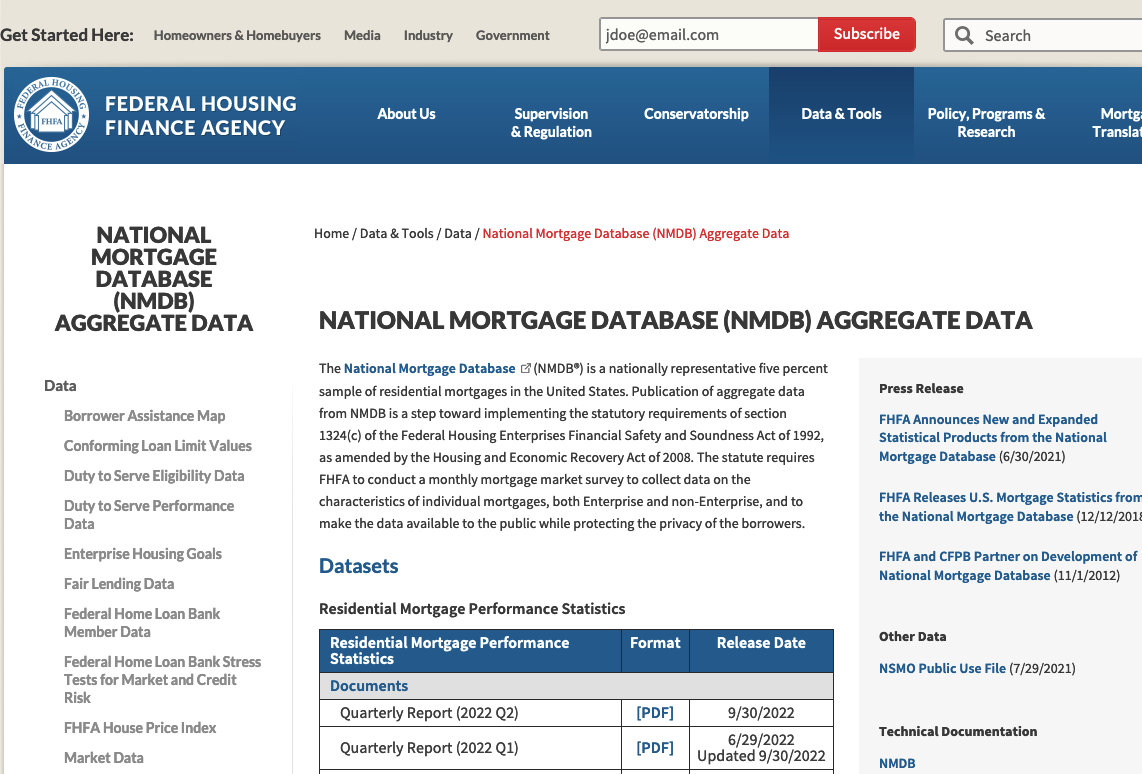 Get Started Here: Homeowners & Homebuyers Media Industry Government jdoe@email.com Subscribe Search
FEDERAL HOUSING FINANCE AGENCY
FHFA
FEDERAL HOUSING
FINANCE AGENCY
About Us
Supervision
& Regulation
Conservatorship
Data & Tools
Policy, Programs &
Research
NATIONAL
MORTGAGE
DATABASE
(NMDB)
AGGREGATE DATA
Data
Borrower Assistance Map
Conforming Loan Limit Values
Duty to Serve Eligibility Data
Duty to Serve Performance
Data
Enterprise Housing Goals
Fair Lending Data
Federal Home Loan Bank
Member Data
Federal Home Loan Bank Stress
Tests for Market and Credit
Risk
FHFA House Price Index
Market Data
Home / Data & Tools / Data / National Mortgage Database (NMDB) Aggregate Data
NATIONAL MORTGAGE DATABASE (NMDB) AGGREGATE DATA
The National Mortgage Database (NMDB®) is a nationally representative five percent
sample of residential mortgages in the United States. Publication of aggregate data
from NMDB is a step toward implementing the statutory requirements of section
1324(c) of the Federal Housing Enterprises Financial Safety and Soundness Act of 1992,
as amended by the Housing and Economic Recovery Act of 2008. The statute requires
FHFA to conduct a monthly mortgage market survey to collect data on the
characteristics of individual mortgages, both Enterprise and non-Enterprise, and to
make the data available to the public while protecting the privacy of the borrowers.
Datasets
Residential Mortgage Performance Statistics
Residential Mortgage Performance
Statistics
Format
Release Date
Documents
Quarterly Report (2022 Q2) [PDF] 9/30/2022
Quarterly Report (2022 Q1) [PDF] 6/29/2022
Updated 9/30/2022
Press Release
FHFA Announces New and Expanded
Statistical Products from the National
Mortgage Database (6/30/2021)
FHFA Releases U.S. Mortgage Statistics from
the National Mortgage Database (12/12/2018
FHFA and CFPB Partner on Development of
National Mortgage Database (11/1/2012)
Other Data
NSMO Public Use File (7/29/2021)
Technical Documentation
NMDB